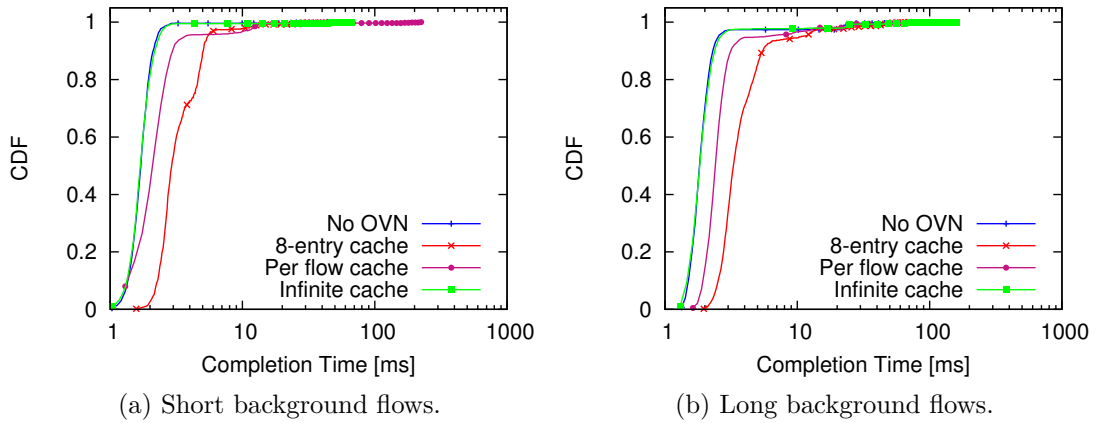 1
0.8
0.6
0.4
0.2
0
CDF
1 10 100 1000
Completion Time [ms]
No OVN
8-entry cache
Per flow cache
Infinite cache
(a) Short background flows.
1
0.8
0.6
0.4
0.2
0
CDF
1 10 100 1000
Completion Time [ms]
No OVN
8-entry cache
Per flow cache
Infinite cache
(b) Long background flows.